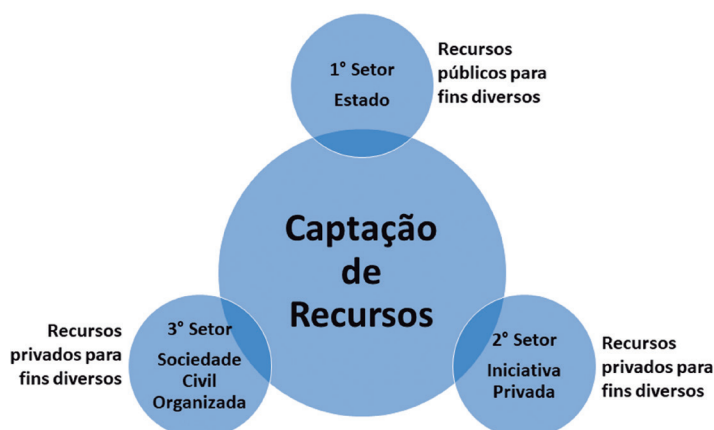 1° Setor
Estado
Recursos
públicos para
fins diversos
Captação
de
Recursos
Recursos
privados para
fins diversos
3° Setor
Sociedade
Civil
Organizada
2° Setor
Iniciativa
Privada
Recursos
privados para
fins diversos